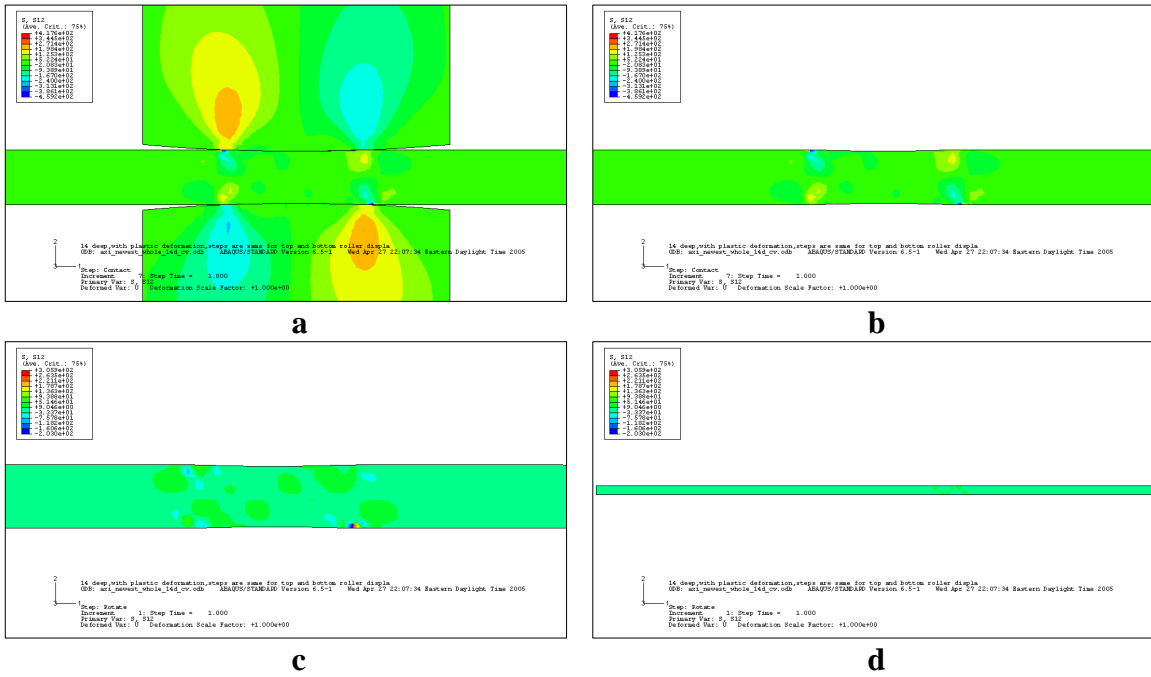 S, S12
(Ave. Crit.: 75%)
+4.176e+02
+3.445e+02
+2.714e+02
+1.984e+02
+1.253e+02
+5.224e+01
-2.083e+01
-9.389e+01
-1.670e+02
-2.400e+02
-3.131e+02
-3.861e+02
-4.592e+02
2
3
1
14 deep,with plastic deformation,steps are same for top and bottom roller displa
ODB: axi_newest_whole_14d_cv.odb ABAQUS/STANDARD Version 6.5-1 Wed Apr 27 22:07:34 Eastern Daylight Time 2005
Step: Contact
Increment 7: Step Time = 1.000
Primary Var: S, S12
Deformed Var: U Deformation Scale Factor: +1.000e+00
a
S, S12
(Ave. Crit.: 75%)
+4.176e+02
+3.445e+02
+2.714e+02
+1.984e+02
+1.253e+02
+5.224e+01
-2.083e+01
-9.389e+01
-1.670e+02
-2.400e+02
-3.131e+02
-3.861e+02
-4.592e+02
2
3
1
14 deep,with plastic deformation,steps are same for top and bottom roller displa
ODB: axi_newest_whole_14d_cv.odb ABAQUS/STANDARD Version 6.5-1 Wed Apr 27 22:07:34 Eastern Daylight Time 2005
Step: Contact
Increment 7: Step Time = 1.000
Primary Var: S, S12
Deformed Var: U Deformation Scale Factor: +1.000e+00
b
S, S12
(Ave. Crit.: 75%)
+3.059e+02
+2.635e+02
+2.211e+02
+1.787e+02
+1.363e+02
+9.388e+01
+5.146e+01
+9.046e+00
-3.337e+01
-7.578e+01
-1.182e+02
-1.606e+02
-2.030e+02
2
3
1
14 deep,with plastic deformation,steps are same for top and bottom roller displa
ODB: axi_newest_whole_14d_cv.odb ABAQUS/STANDARD Version 6.5-1 Wed Apr 27 22:07:34 Eastern Daylight Time 2005
Step: Rotate
Increment 1: Step Time = 1.000
Primary Var: S, S12
Deformed Var: U Deformation Scale Factor: +1.000e+00
c
S, S12
(Ave. Crit.: 75%)
+3.059e+02
+2.635e+02
+2.211e+02
+1.787e+02
+1.363e+02
+9.388e+01
+5.146e+01
+9.046e+00
-3.337e+01
-7.578e+01
-1.182e+02
-1.606e+02
-2.030e+02
2
3
1
14 deep,with plastic deformation,steps are same for top and bottom roller displa
ODB: axi_newest_whole_14d_cv.odb ABAQUS/STANDARD Version 6.5-1 Wed Apr 27 22:07:34 Eastern Daylight Time 2005
Step: Rotate
Increment 1: Step Time = 1.000
Primary Var: S, S12
Deformed Var: U Deformation Scale Factor: +1.000e+00
d